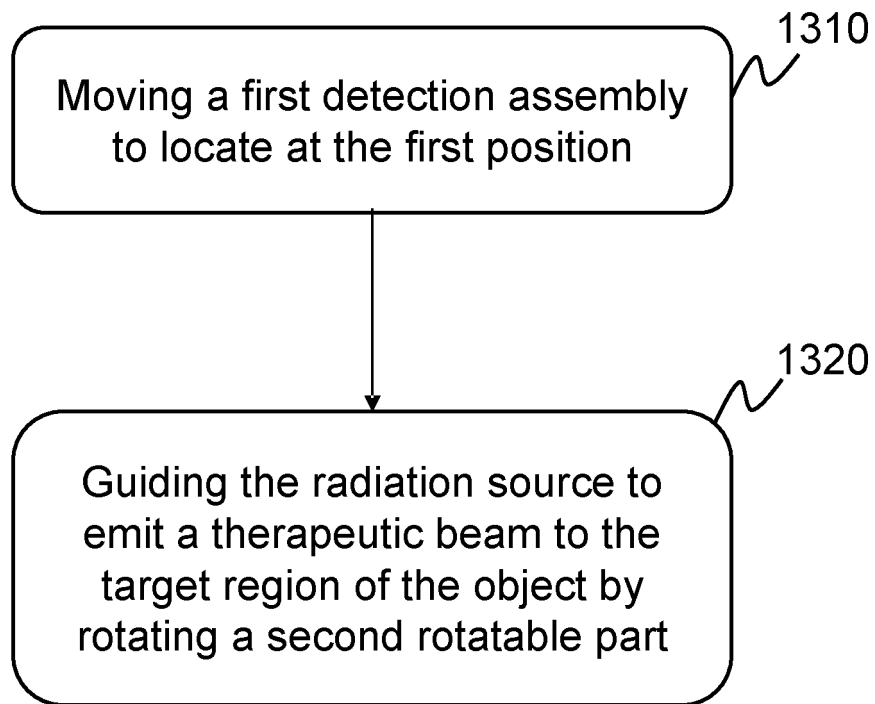 1310
Moving a first detection assembly
to locate at the first position
1320
Guiding the radiation source to
emit a therapeutic beam to the
target region of the object by
rotating a second rotatable part